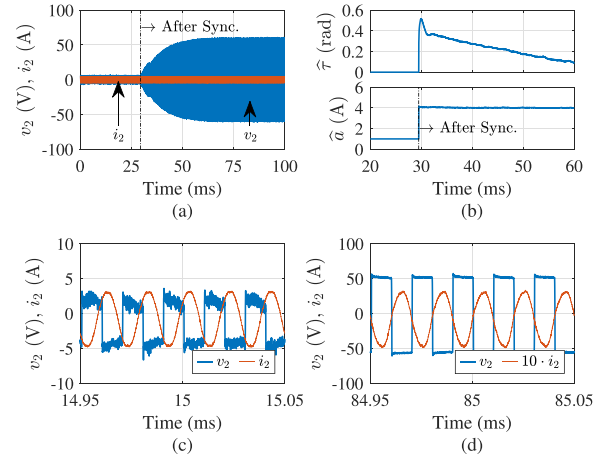 v₂ (V), i₂ (A)
100
50
0
-50
-100
After Sync.
i₂
v₂
0 25 50 75 100
Time (ms)
(a)
τ̂ (rad)
0.6
0.4
0.2
0
â (A)
6
4
2
0
After Sync.
20 30 40 50 60
Time (ms)
(b)
v₂ (V), i₂ (A)
10
5
0
-5
-10
v₂ i₂
14.95 15 15.05
Time (ms)
(c)
v₂ (V), i₂ (A)
100
50
0
-50
-100
v₂ 10 · i₂
84.95 85 85.05
Time (ms)
(d)